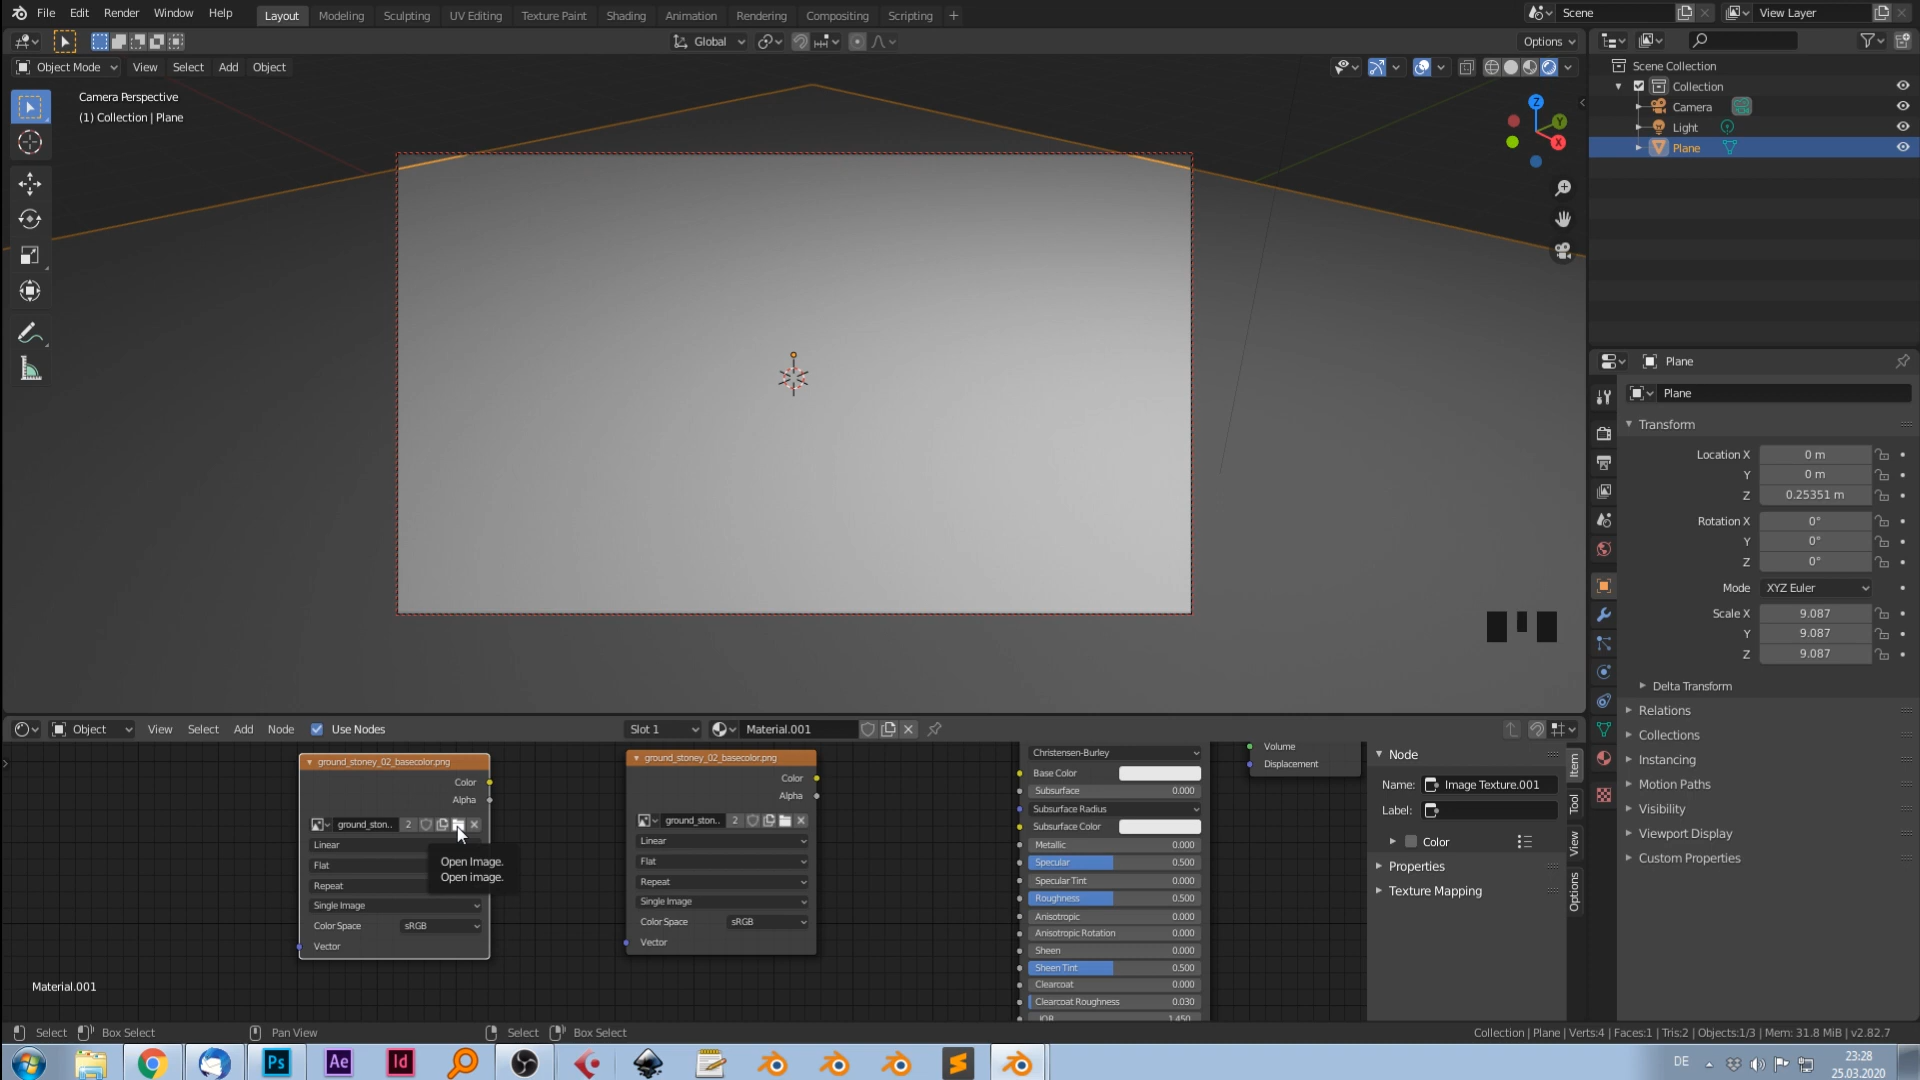 File Edit Render Window Help Layout Modeling Sculpting UV Editing Texture Paint Shading Animation Rendering Compositing Scripting + Scene View Layer
Global Options
Object Mode View Select Add Object
Camera Perspective
(1) Collection | Plane
Z
Y
X
Scene Collection
Collection
Camera
Light
Plane
Plane
Plane
Transform
Location X 0 m
Y 0 m
Z 0.25351 m
Rotation X 0°
Y 0°
Z 0°
Mode XYZ Euler
Scale X 9.087
Y 9.087
Z 9.087
Delta Transform
Relations
Collections
Instancing
Motion Paths
Visibility
Viewport Display
Custom Properties
Object View Select Add Node Use Nodes Slot 1 Material.001
ground_stoney_02_basecolor.png
Color
Alpha
ground_ston.. 2
Linear
Flat
Repeat
Single Image
Color Space sRGB
Vector
Open Image.
Open image.
ground_stoney_02_basecolor.png
Color
Alpha
ground_ston.. 2
Linear
Flat
Repeat
Single Image
Color Space sRGB
Vector
Christensen-Burley
Base Color
Subsurface 0.000
Subsurface Radius
Subsurface Color
Metallic 0.000
Specular 0.500
Specular Tint 0.000
Roughness 0.500
Anisotropic 0.000
Anisotropic Rotation 0.000
Sheen 0.000
Sheen Tint 0.500
Clearcoat 0.000
Clearcoat Roughness 0.030
IOR 1.450
Volume
Displacement
Node
Name: Image Texture.001
Label:
Color
Properties
Texture Mapping
Item
Tool
View
Options
Material.001
Select Box Select Pan View Select Box Select Collection | Plane | Verts:4 | Faces:1 | Tris:2 | Objects:1/3 | Mem: 31.8 MiB | v2.82.7
Ps Ae Id DE 23:28
25.03.2020